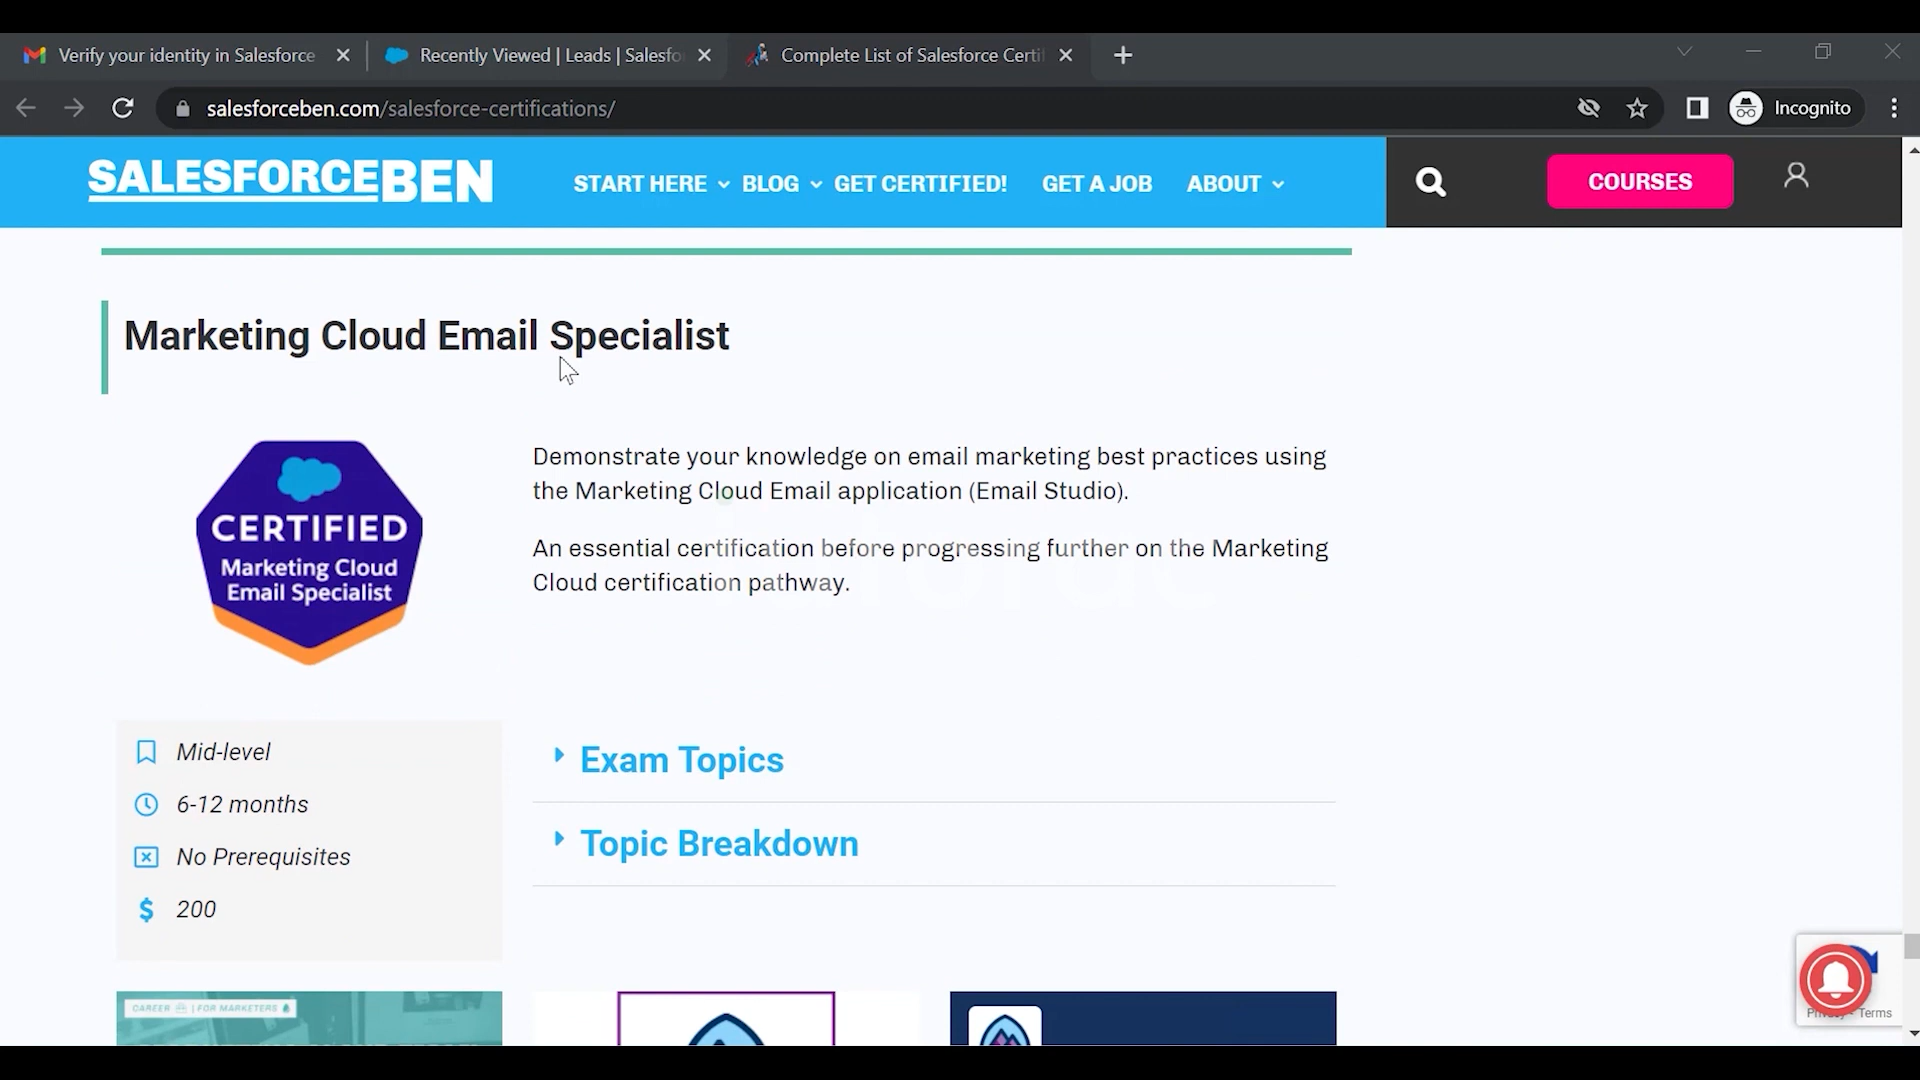 Verify your identity in Salesforce
Recently Viewed | Leads | Salesfo
Complete List of Salesforce Certi
salesforceben.com/salesforce-certifications/
Incognito
SALESFORCEBEN
START HERE
BLOG
GET CERTIFIED!
GET A JOB
ABOUT
COURSES
Marketing Cloud Email Specialist
CERTIFIED
Marketing Cloud
Email Specialist
Demonstrate your knowledge on email marketing best practices using
the Marketing Cloud Email application (Email Studio).
An essential certification before progressing further on the Marketing
Cloud certification pathway.
Mid-level
6-12 months
No Prerequisites
$ 200
Exam Topics
Topic Breakdown
CAREER | FOR MARKETERS
Privacy - Terms